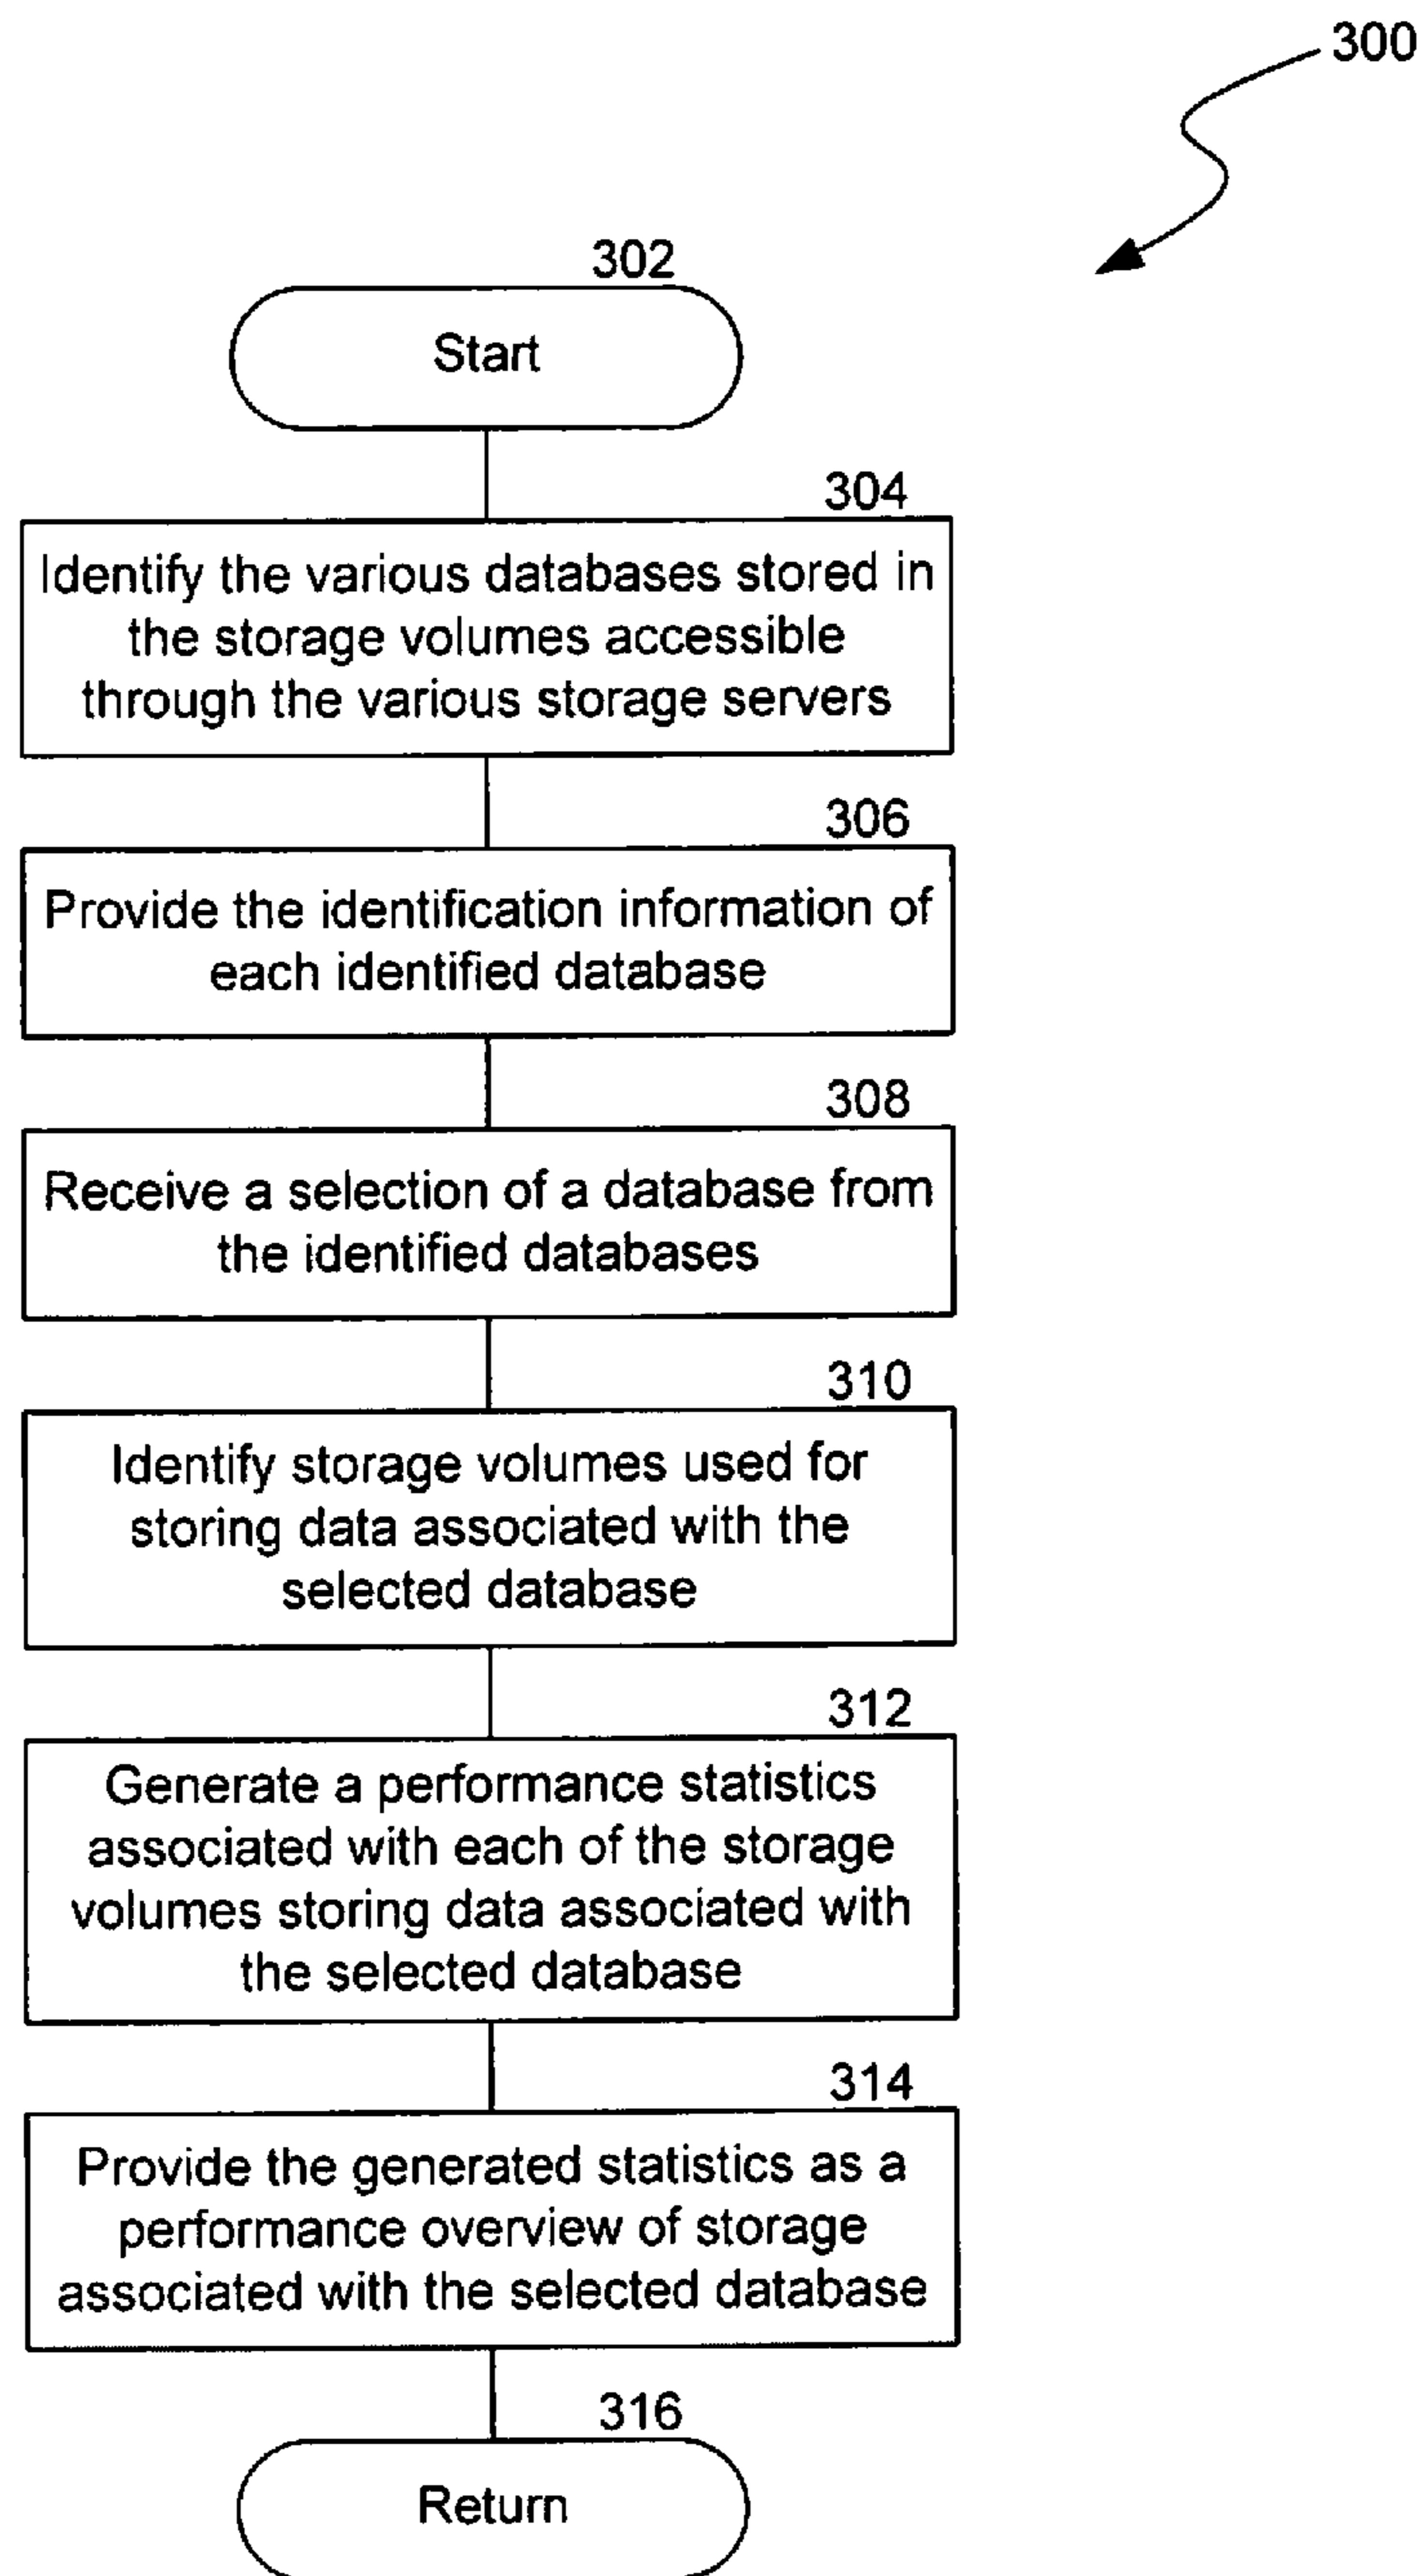 300
302
Start
304
Identify the various databases stored in
the storage volumes accessible
through the various storage servers
306
Provide the identification information of
each identified database
308
Receive a selection of a database from
the identified databases
310
Identify storage volumes used for
storing data associated with the
selected database
312
Generate a performance statistics
associated with each of the storage
volumes storing data associated with
the selected database
314
Provide the generated statistics as a
performance overview of storage
associated with the selected database
316
Return